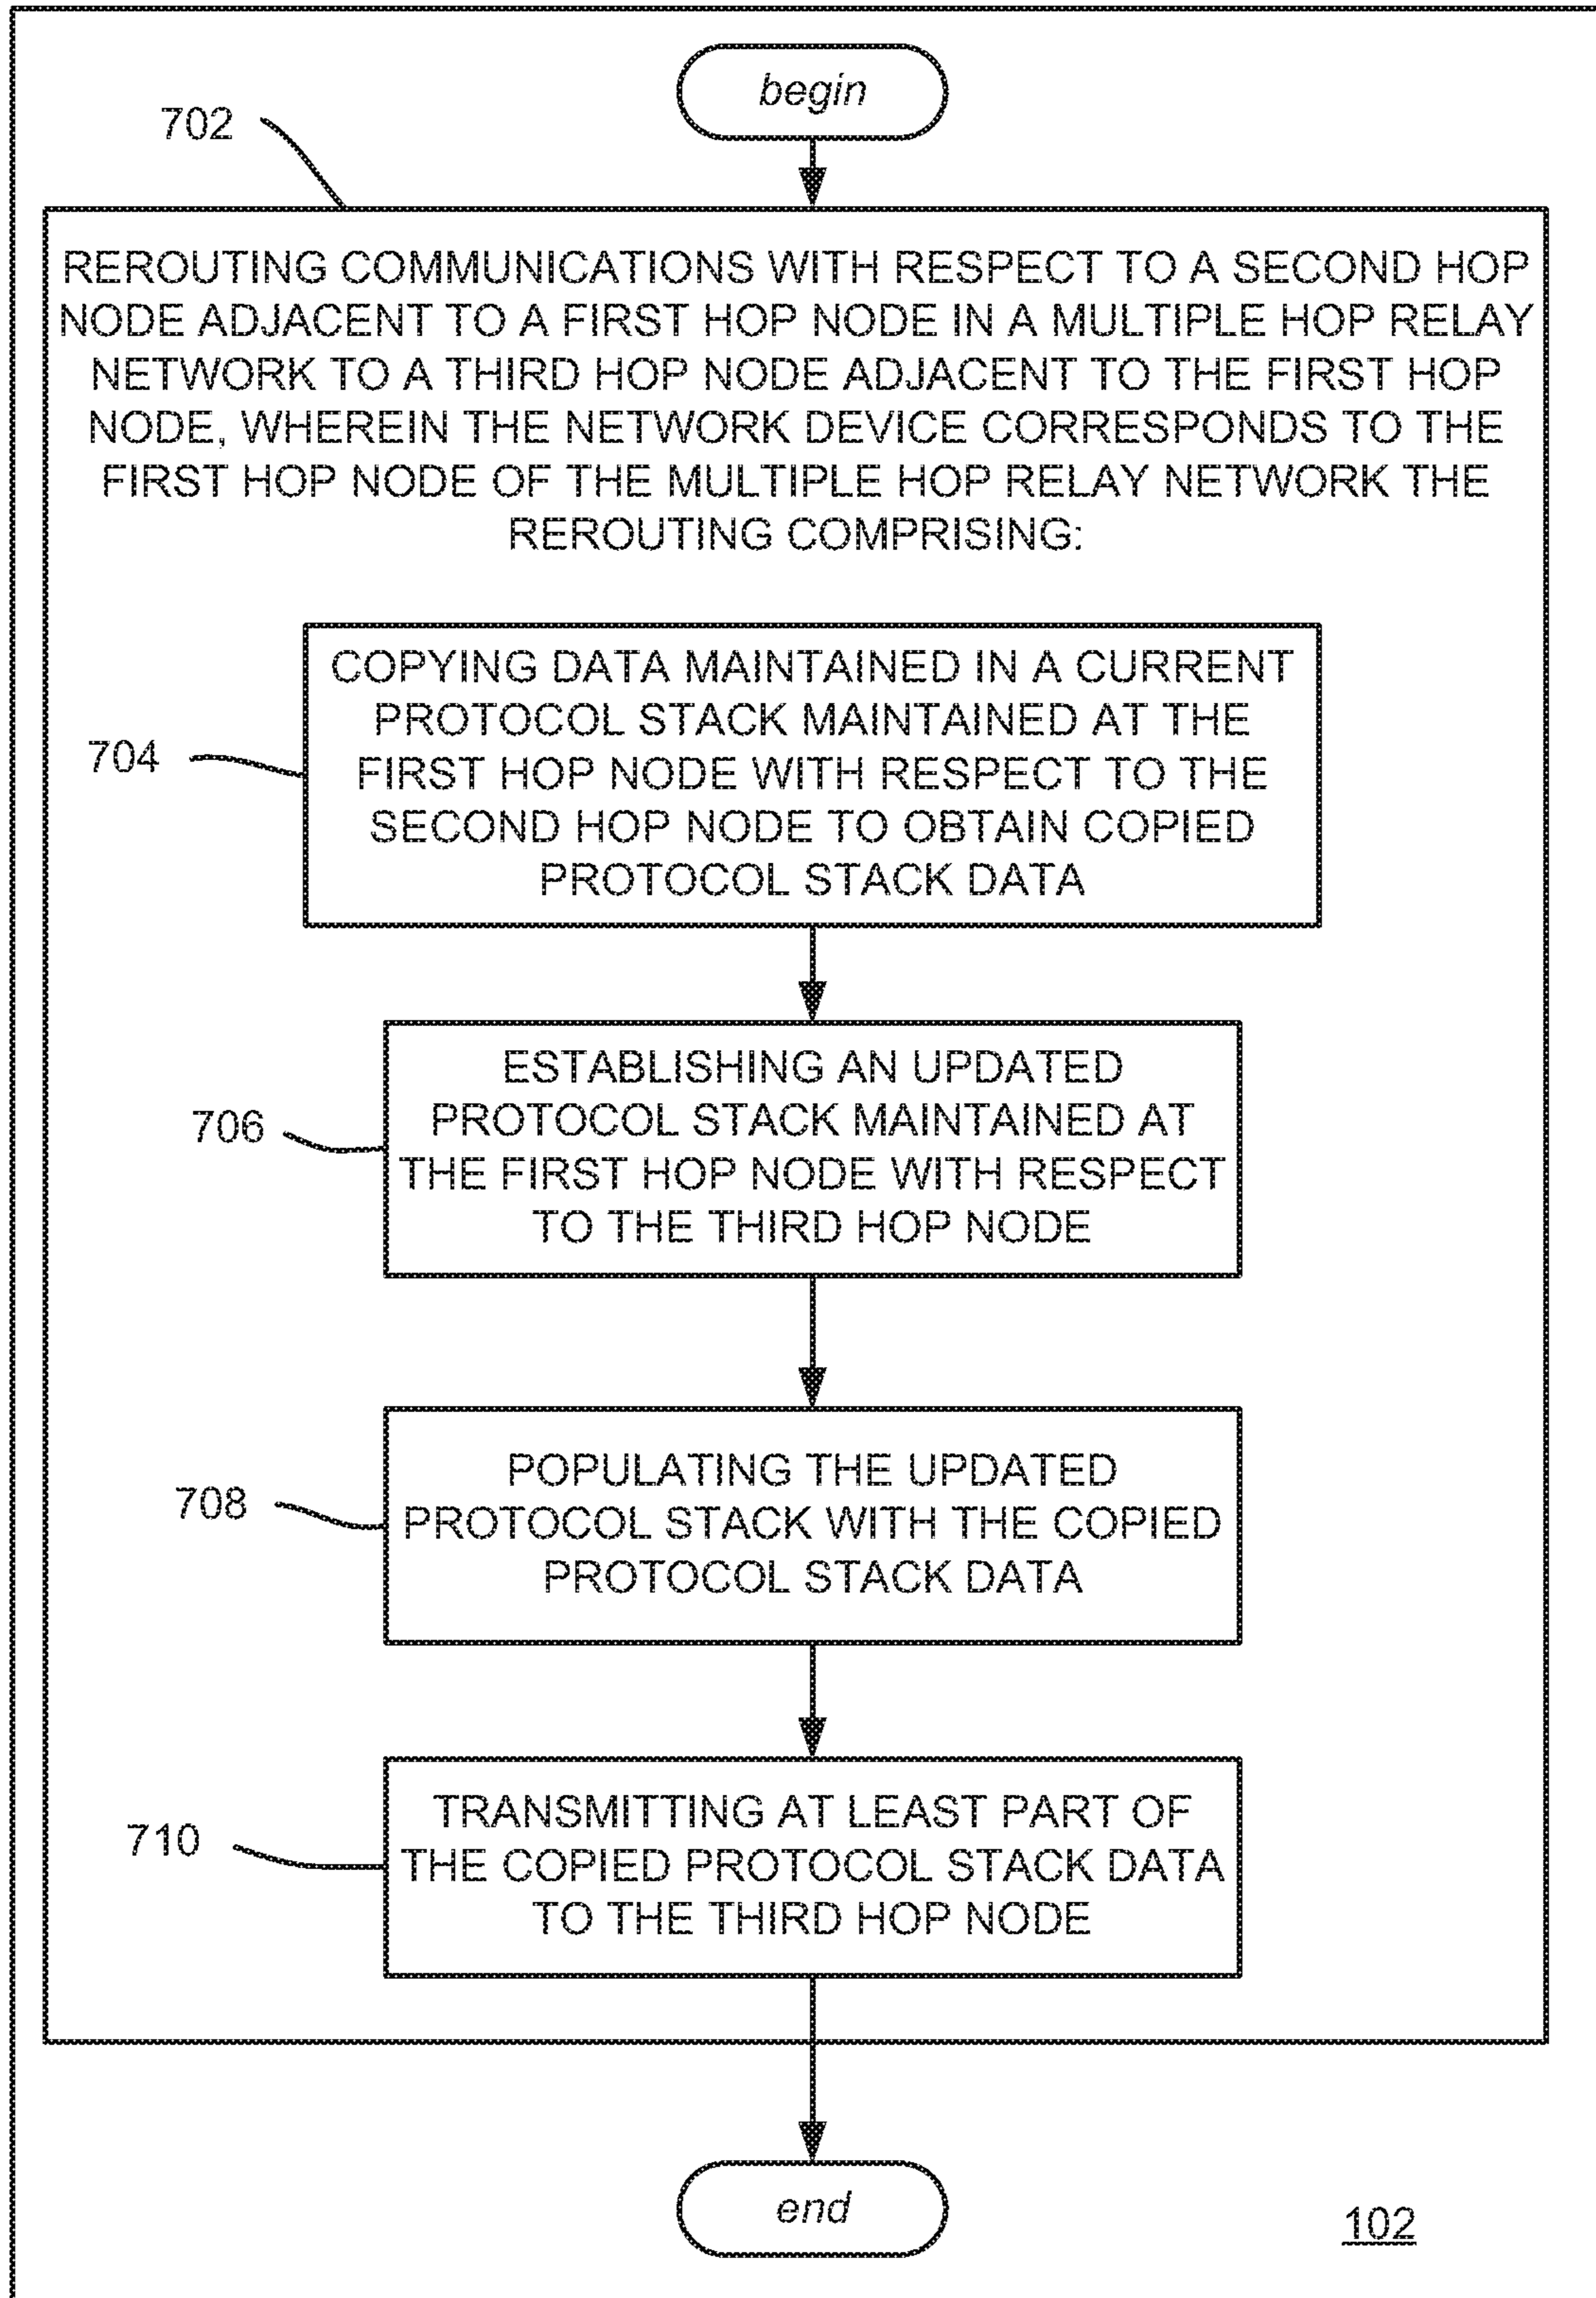 begin
702
REROUTING COMMUNICATIONS WITH RESPECT TO A SECOND HOP
NODE ADJACENT TO A FIRST HOP NODE IN A MULTIPLE HOP RELAY
NETWORK TO A THIRD HOP NODE ADJACENT TO THE FIRST HOP
NODE, WHEREIN THE NETWORK DEVICE CORRESPONDS TO THE
FIRST HOP NODE OF THE MULTIPLE HOP RELAY NETWORK THE
REROUTING COMPRISING:
COPYING DATA MAINTAINED IN A CURRENT
PROTOCOL STACK MAINTAINED AT THE
FIRST HOP NODE WITH RESPECT TO THE
SECOND HOP NODE TO OBTAIN COPIED
PROTOCOL STACK DATA
704
ESTABLISHING AN UPDATED
PROTOCOL STACK MAINTAINED AT
THE FIRST HOP NODE WITH RESPECT
TO THE THIRD HOP NODE
706
POPULATING THE UPDATED
PROTOCOL STACK WITH THE COPIED
PROTOCOL STACK DATA
708
TRANSMITTING AT LEAST PART OF
THE COPIED PROTOCOL STACK DATA
TO THE THIRD HOP NODE
710
end
102